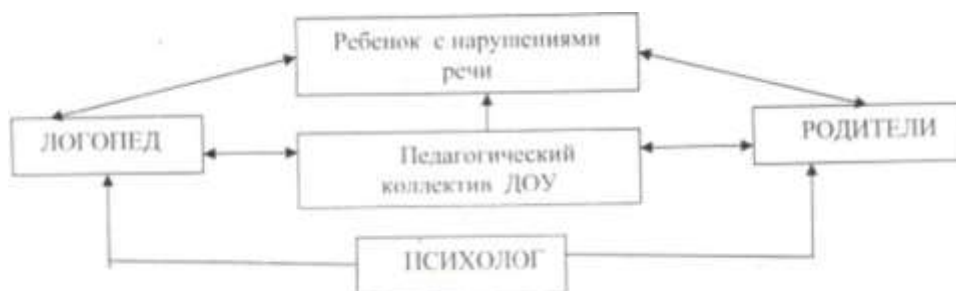 Ребенок с нарушениями
речи
ЛОГОПЕД
Педагогический
коллектив ДОУ
РОДИТЕЛИ
ПСИХОЛОГ